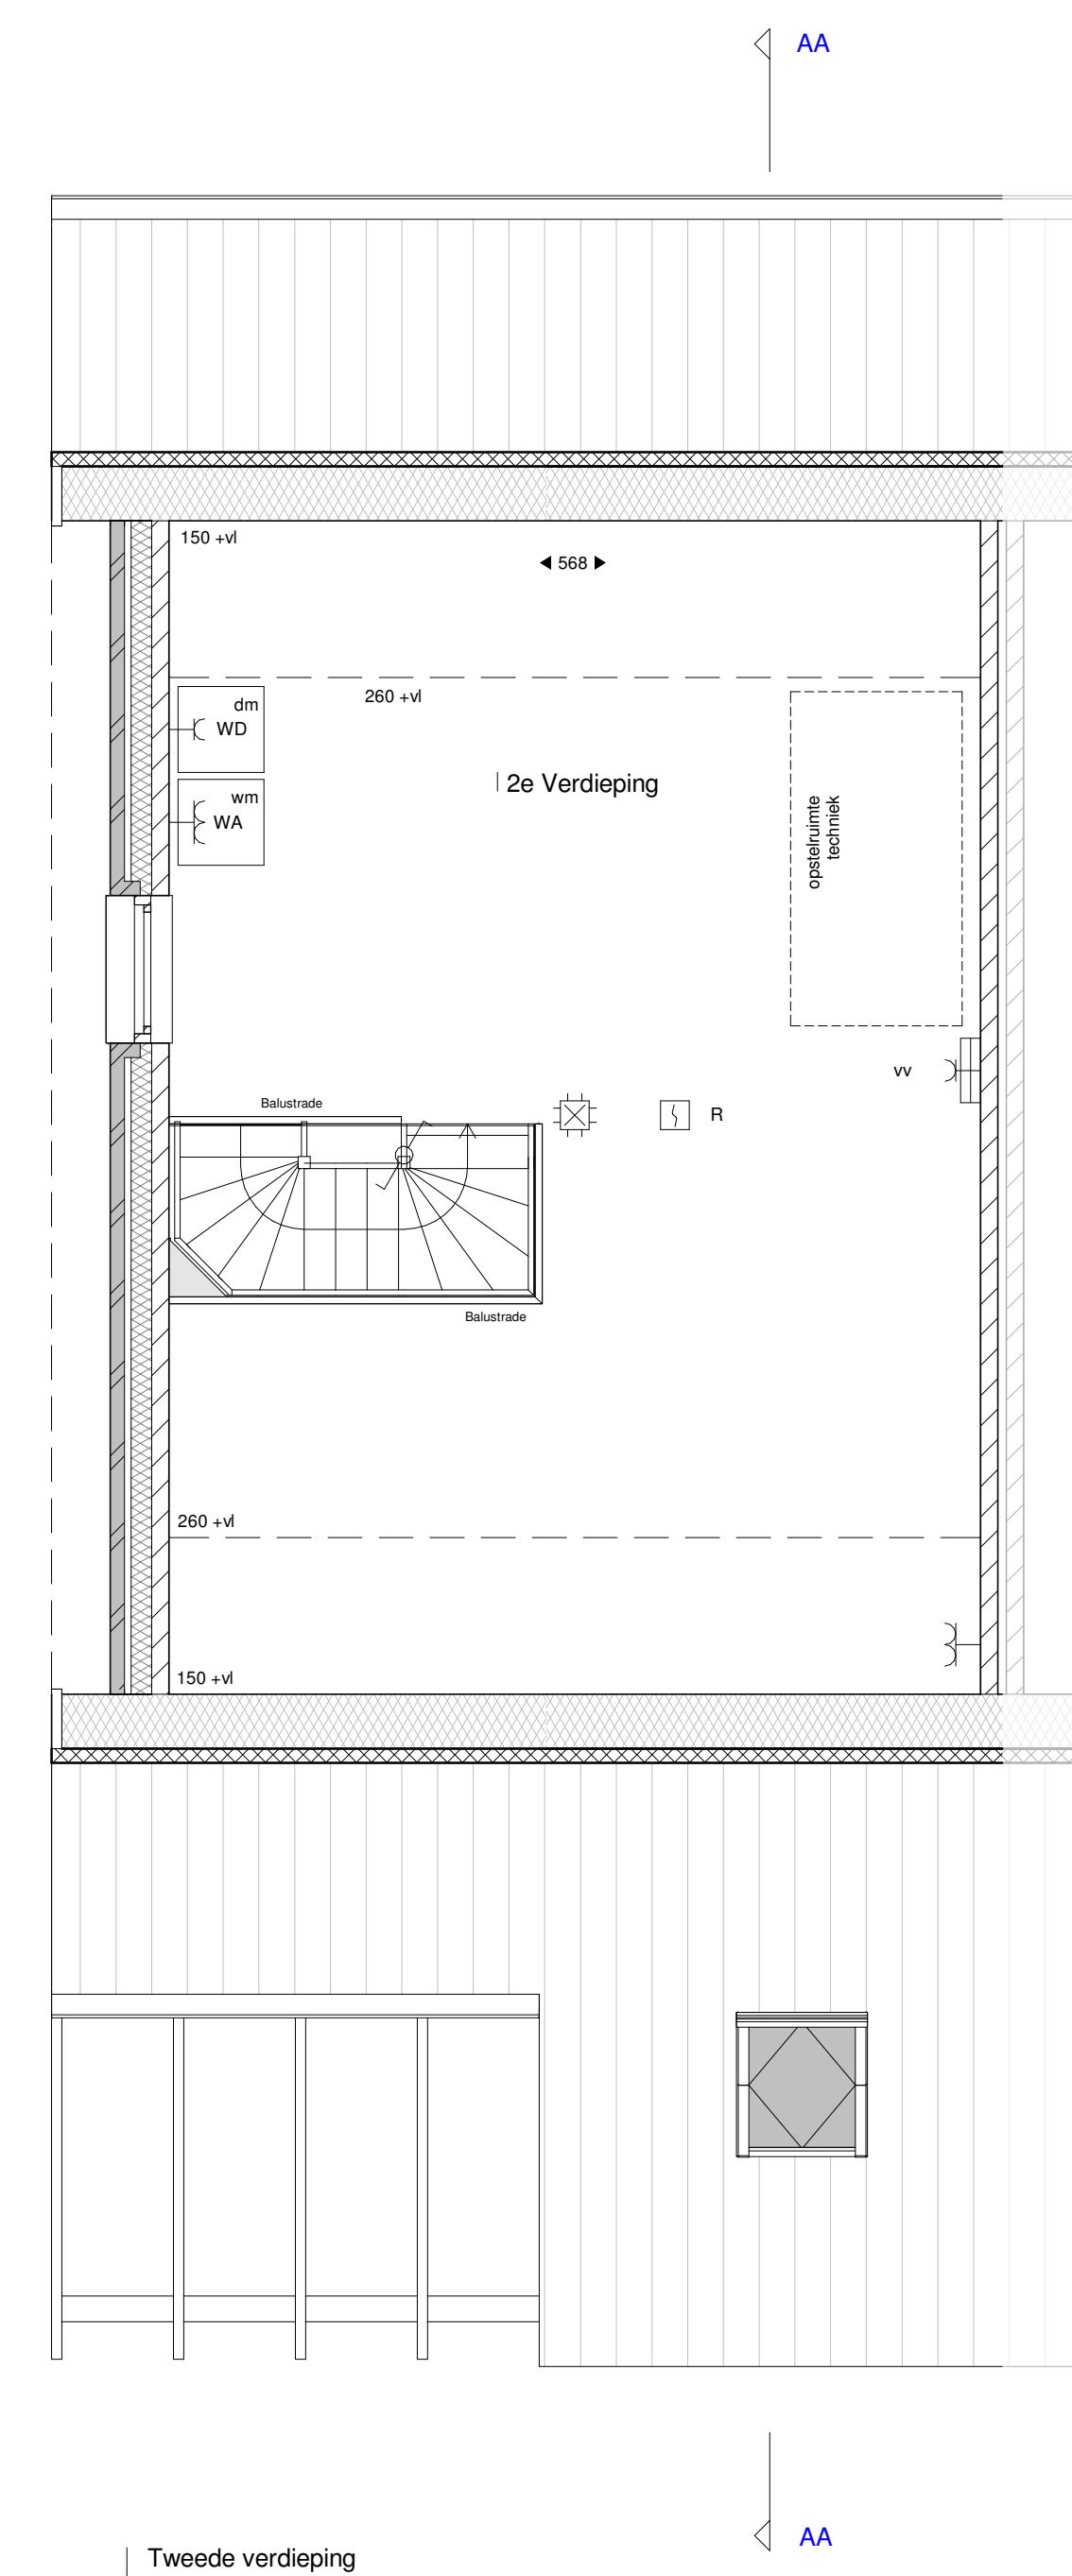 AA
150 +vl
568
260 +vl
dm
WD
2e Verdieping
wm
WA
opstelruimte
techniek
vv
Balustrade
R
Balustrade
260 +vl
150 +vl
AA
Tweede verdieping